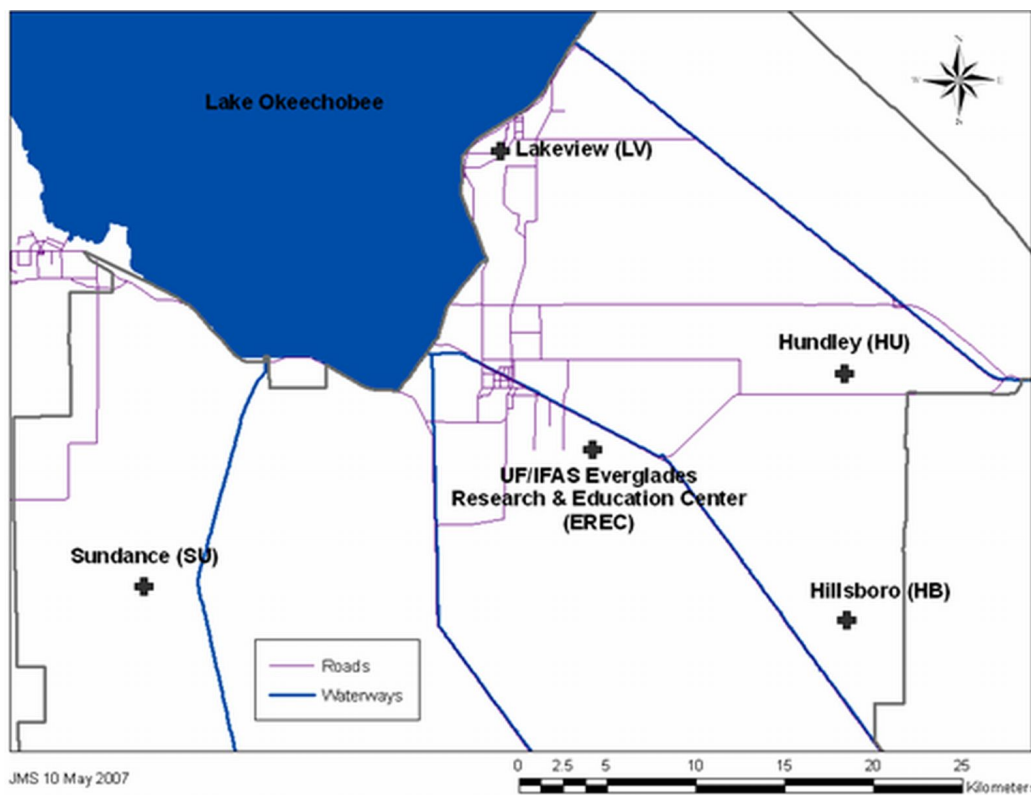 N
W
E
Lake Okeechobee
Lakeview (LV)
Hundley (HU)
UF/IFAS Everglades
Research & Education Center
(EREC)
Sundance (SU)
Hillsboro (HB)
Roads
Waterways
JMS 10 May 2007
0 2.5 5 10 15 20 25
Kilometers